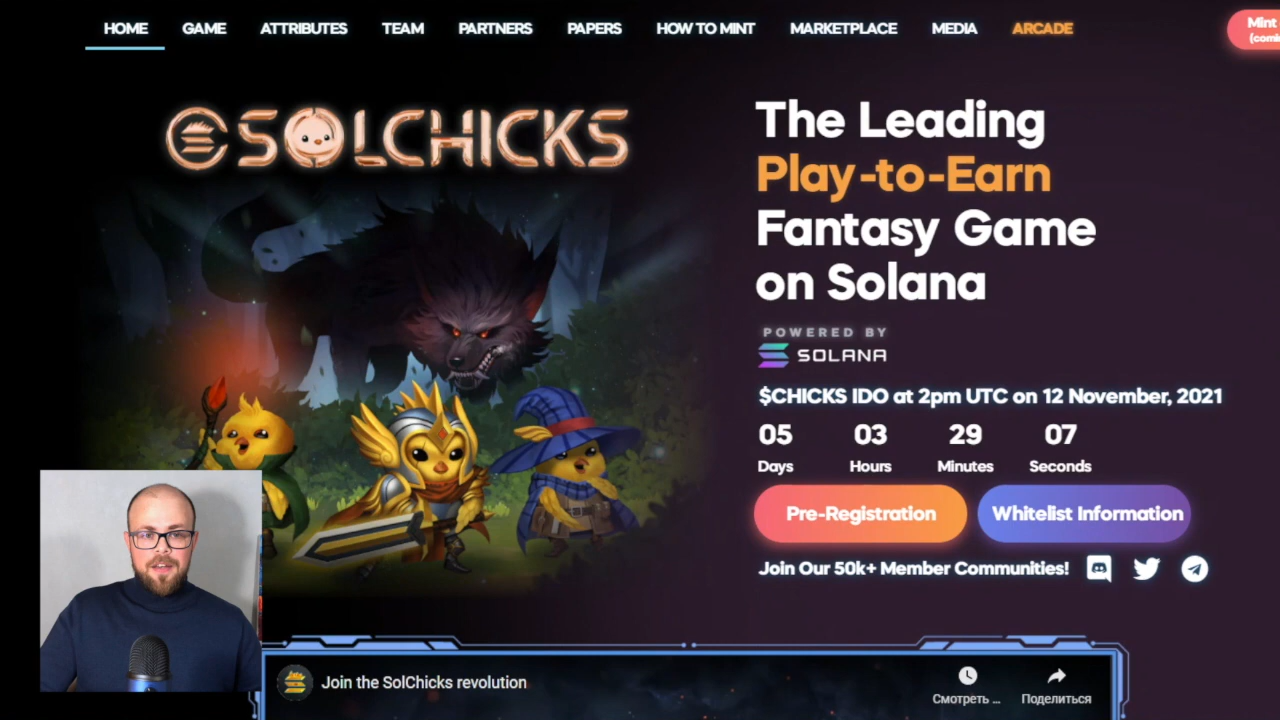 HOME GAME ATTRIBUTES TEAM PARTNERS PAPERS HOW TO MINT MARKETPLACE MEDIA ARCADE Mint
SOLCHICKS
The Leading
Play-to-Earn
Fantasy Game
on Solana
POWERED BY
SOLANA
$CHICKS IDO at 2pm UTC on 12 November, 2021
05 03 29 07
Days Hours Minutes Seconds
Pre-Registration Whitelist Information
Join Our 50k+ Member Communities!
Join the SolChicks revolution
Смотреть ... Поделиться